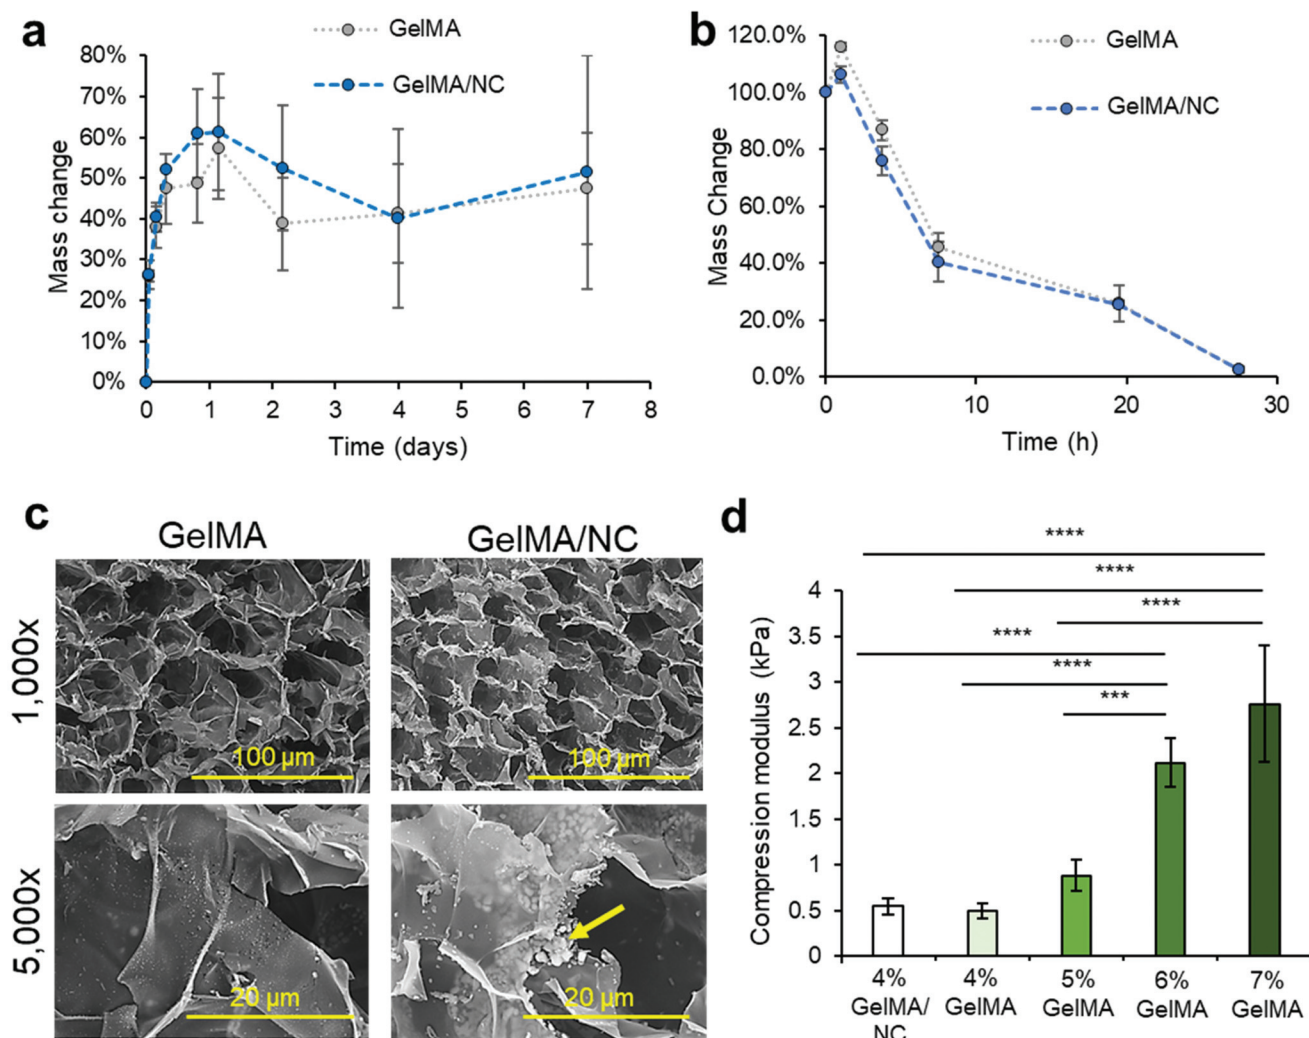 a
GelMA
GelMA/NC
80%
70%
60%
50%
40%
30%
20%
10%
0%
Mass change
0 1 2 3 4 5 6 7 8
Time (days)
b
GelMA
GelMA/NC
120.0%
100.0%
80.0%
60.0%
40.0%
20.0%
0.0%
Mass Change
0 10 20 30
Time (h)
c
GelMA
GelMA/NC
1,000x
100 µm
100 µm
5,000x
20 µm
20 µm
d
****
****
****
****
****
***
4
3.5
3
2.5
2
1.5
1
0.5
0
Compression modulus (kPa)
4% GelMA/NC
4% GelMA
5% GelMA
6% GelMA
7% GelMA